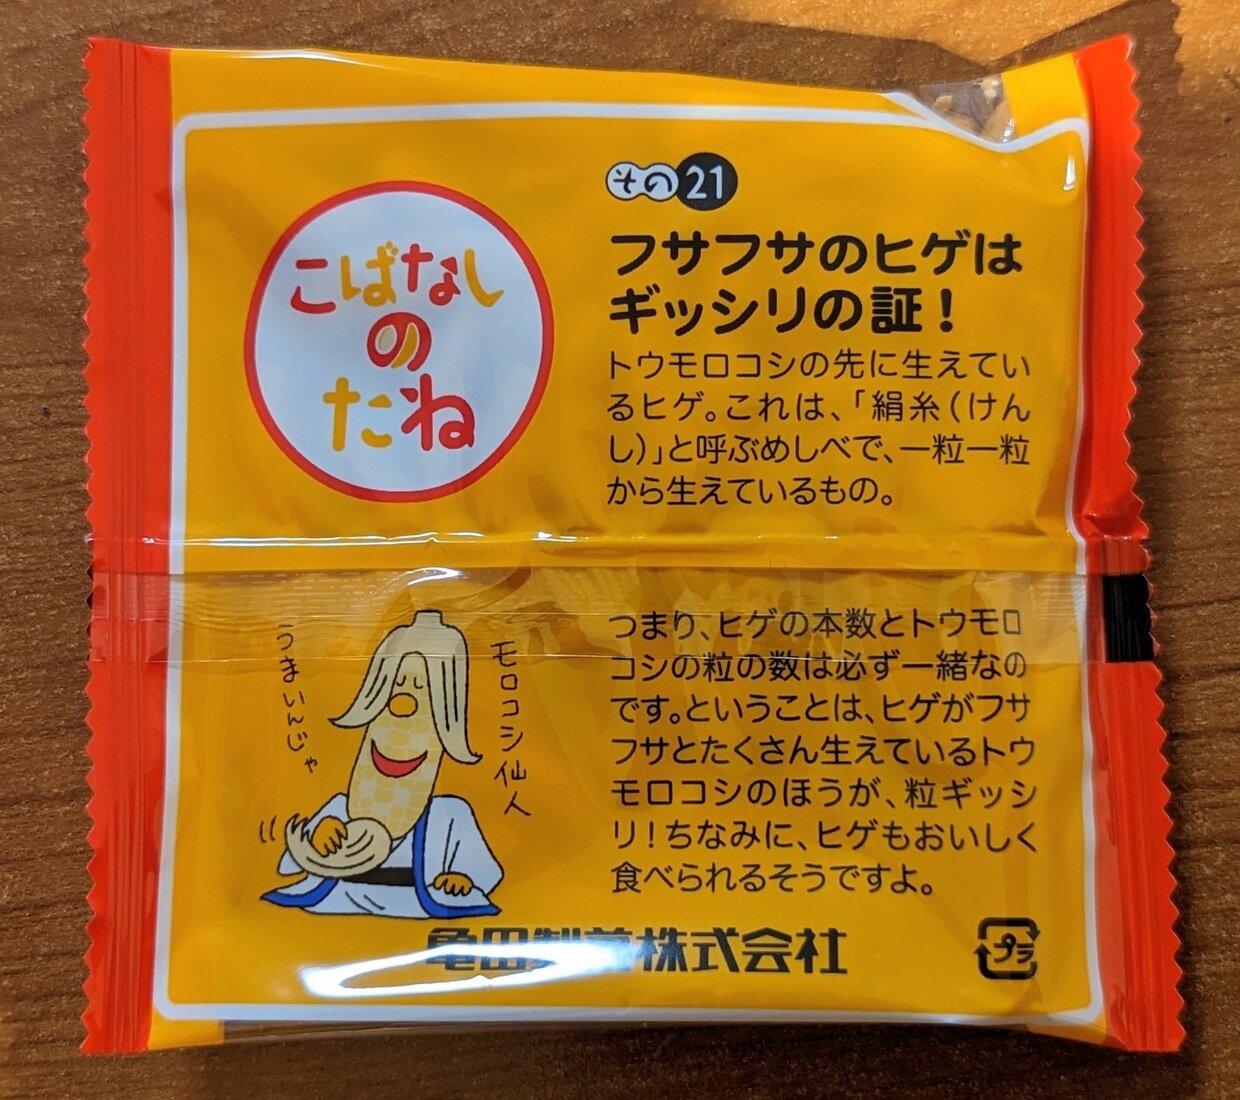 こばなし
の
たね
その21
フサフサのヒゲは
ギッシリの証！
トウモロコシの先に生えてい
るヒゲ。これは、「絹糸（けん
し）」と呼ぶめしべで、一粒一粒
から生えているもの。
つまり、ヒゲの本数とトウモロ
コシの粒の数は必ず一緒なの
です。ということは、ヒゲがフサ
フサとたくさん生えているトウ
モロコシのほうが、粒ギッシ
リ！ちなみに、ヒゲもおいしく
食べられるそうですよ。
モロコシ仙人
うまいんじゃ
亀田製菓株式会社
プラ